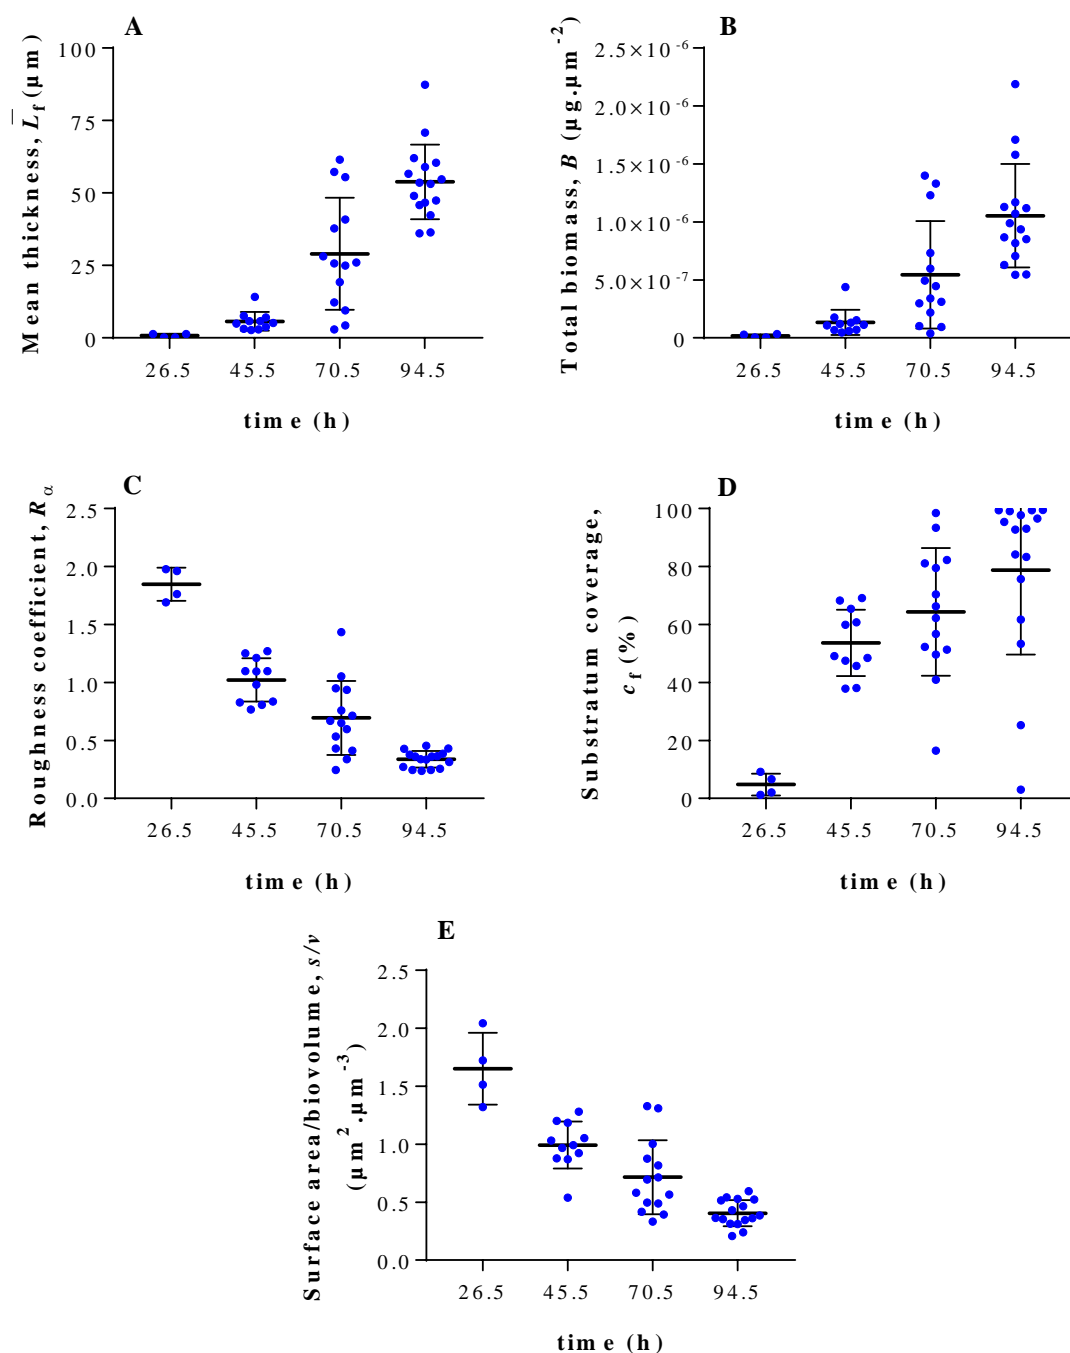 A
Mean thickness, L̄f (µm)
100
75
50
25
0
26.5 45.5 70.5 94.5
time (h)
B
Total biomass, B (µg.µm-2)
2.5×10-6
2.0×10-6
1.5×10-6
1.0×10-6
5.0×10-7
0
26.5 45.5 70.5 94.5
time (h)
C
Roughness coefficient, Rα
2.5
2.0
1.5
1.0
0.5
0.0
26.5 45.5 70.5 94.5
time (h)
D
Substratum coverage,
cf (%)
100
80
60
40
20
0
26.5 45.5 70.5 94.5
time (h)
E
Surface area/biovolume, s/v
(µm2.µm-3)
2.5
2.0
1.5
1.0
0.5
0.0
26.5 45.5 70.5 94.5
time (h)